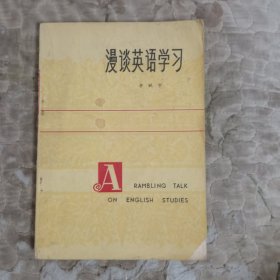 漫谈英语学习
A
RAMBLING TALK
ON ENGLISH STUDIES